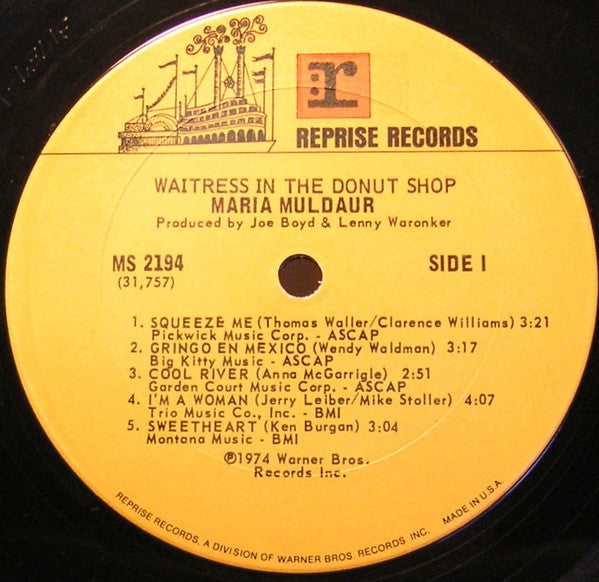 r
REPRISE RECORDS
WAITRESS IN THE DONUT SHOP
MARIA MULDAUR
Produced by Joe Boyd & Lenny Waronker
MS 2194 SIDE 1
(31,757)
1. SQUEEZE ME (Thomas Waller/Clarence Williams) 3:21
Pickwick Music Corp. - ASCAP
2. GRINGO EN MEXICO (Wendy Waldman) 3:17
Big Kitty Music - ASCAP
3. COOL RIVER (Anna McGarrigle) 2:51
Garden Court Music Corp. - ASCAP
4. I'M A WOMAN (Jerry Leiber/Mike Stoller) 4:07
Trio Music Co., Inc. - BMI
5. SWEETHEART (Ken Burgan) 3:04
Montana Music - BMI
℗1974 Warner Bros.
Records Inc.
REPRISE RECORDS, A DIVISION OF WARNER BROS. RECORDS INC. MADE IN U.S.A.